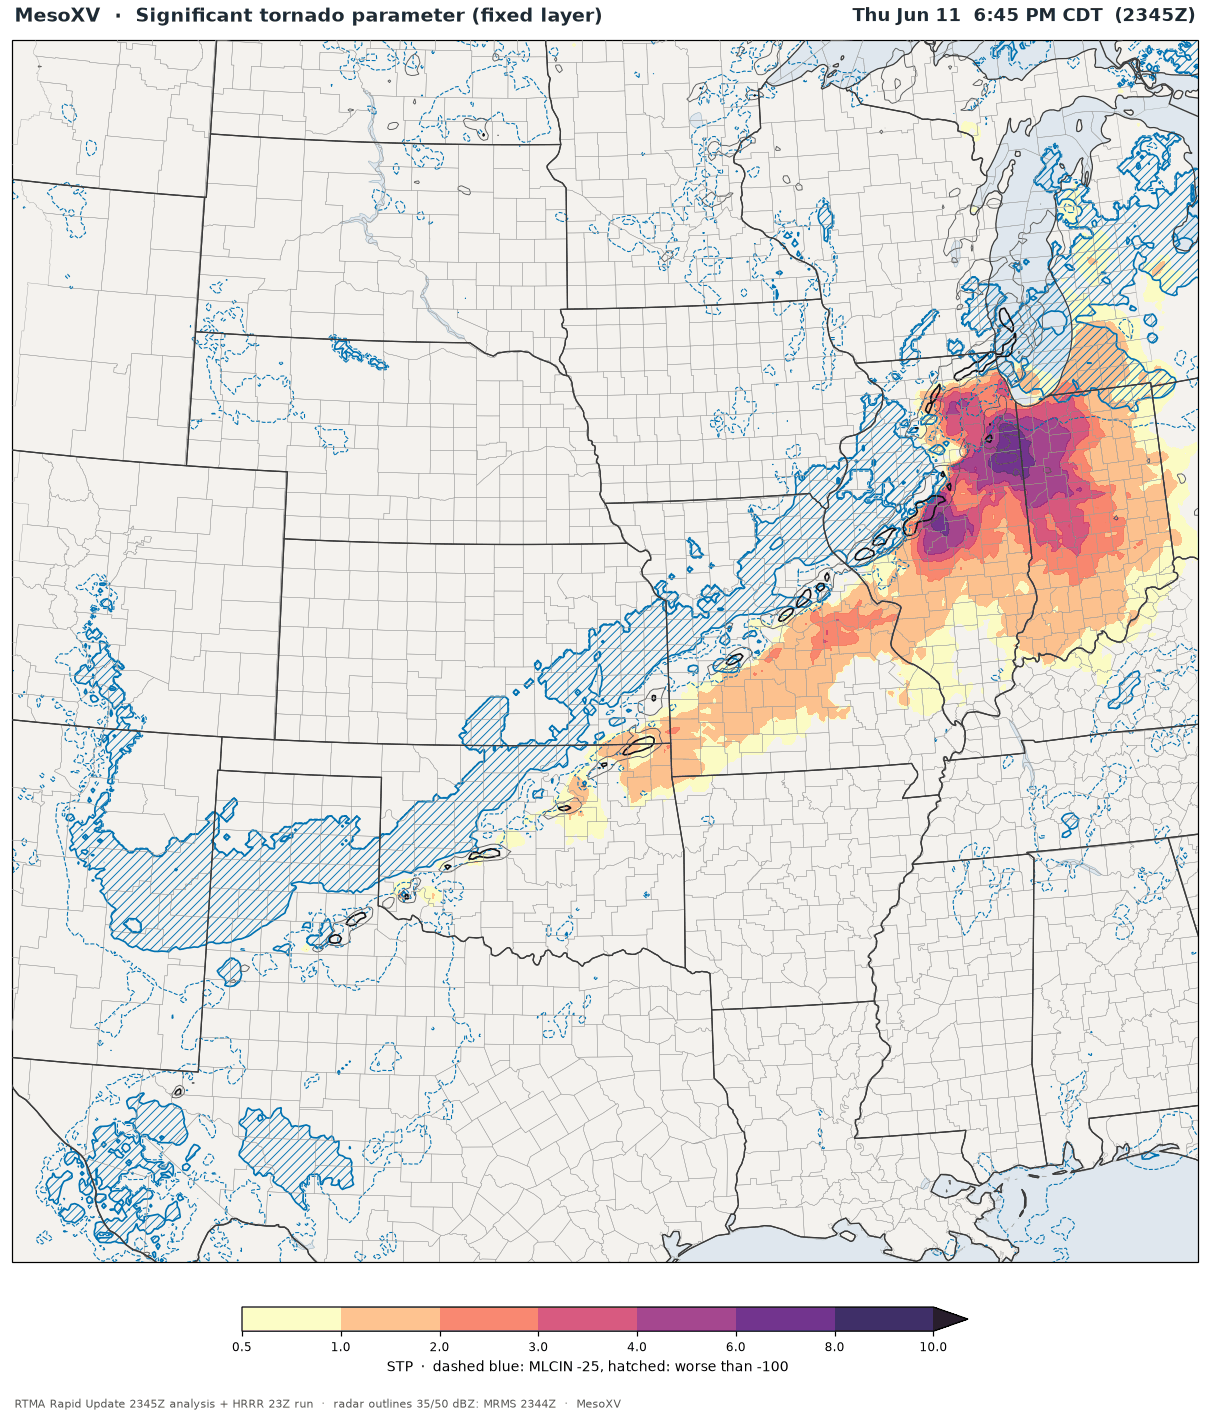 MesoXV · Significant tornado parameter (fixed layer)
Thu Jun 11 6:45 PM CDT (2345Z)
0.5 1.0 2.0 3.0 4.0 6.0 8.0 10.0
STP · dashed blue: MLCIN -25, hatched: worse than -100
RTMA Rapid Update 2345Z analysis + HRRR 23Z run · radar outlines 35/50 dBZ: MRMS 2344Z · MesoXV